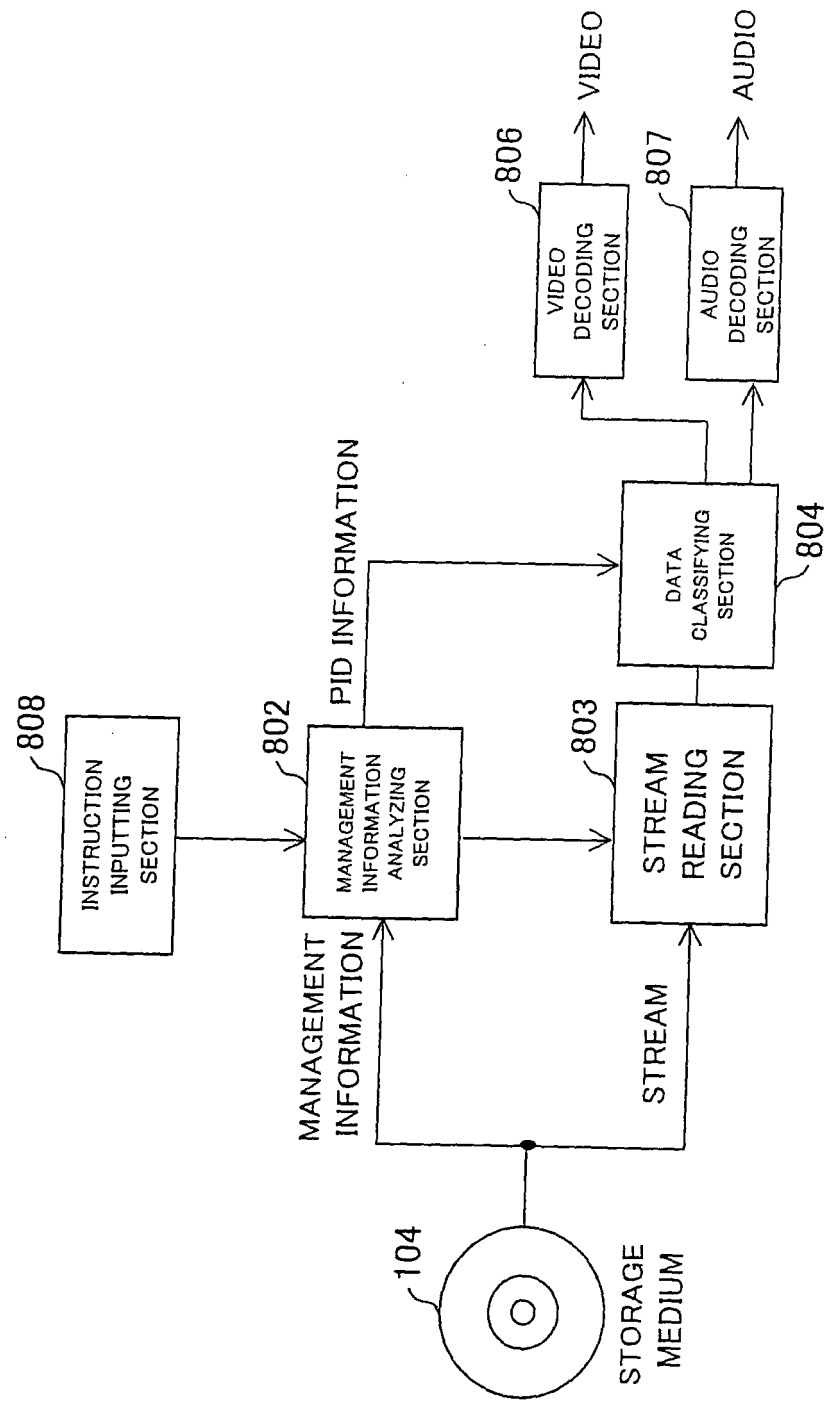 808
INSTRUCTION
INPUTTING
SECTION
802
MANAGEMENT
INFORMATION
ANALYZING
SECTION
MANAGEMENT
INFORMATION
PID INFORMATION
104
STORAGE
MEDIUM
STREAM
803
STREAM
READING
SECTION
DATA
CLASSIFYING
SECTION
804
806
VIDEO
DECODING
SECTION
VIDEO
807
AUDIO
DECODING
SECTION
AUDIO